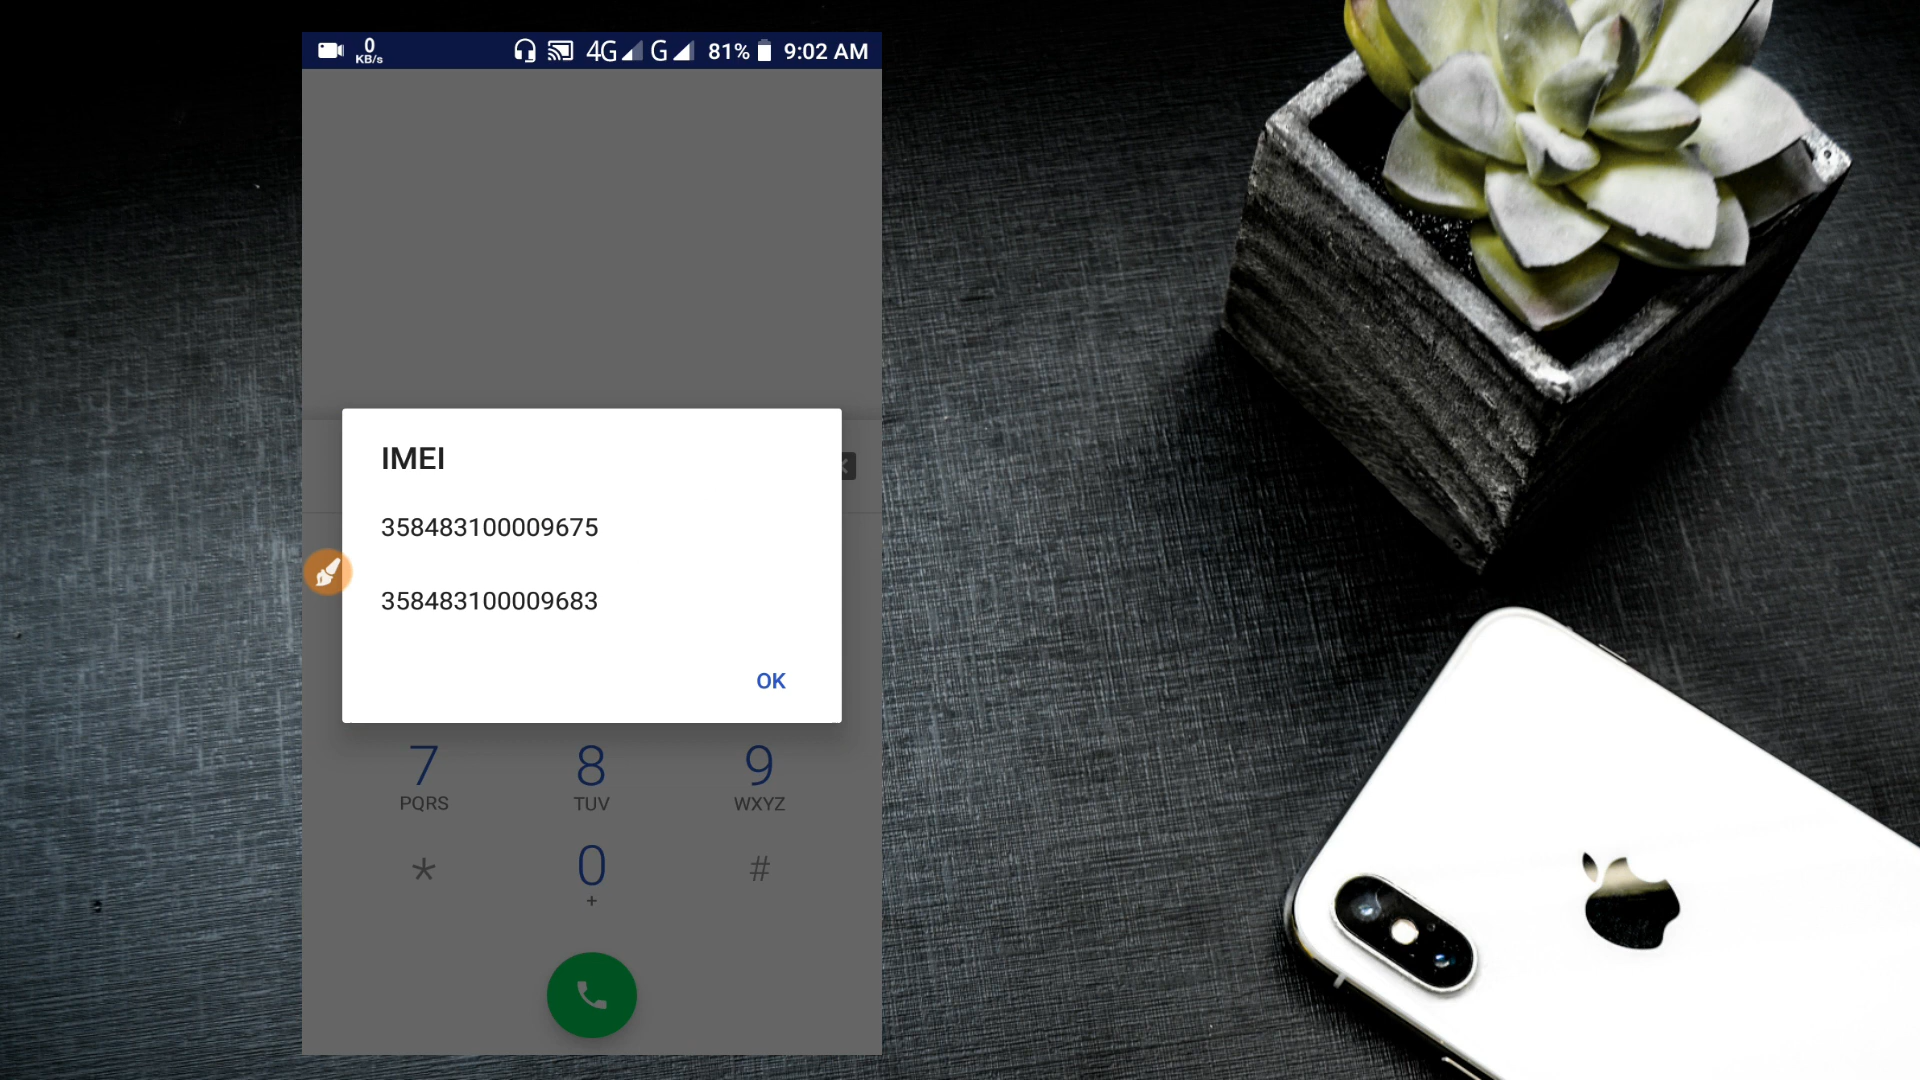 0
KB/s
4G G 81% 9:02 AM
IMEI
358483100009675
358483100009683
OK
7 8 9
PQRS TUV WXYZ
* 0 #
+